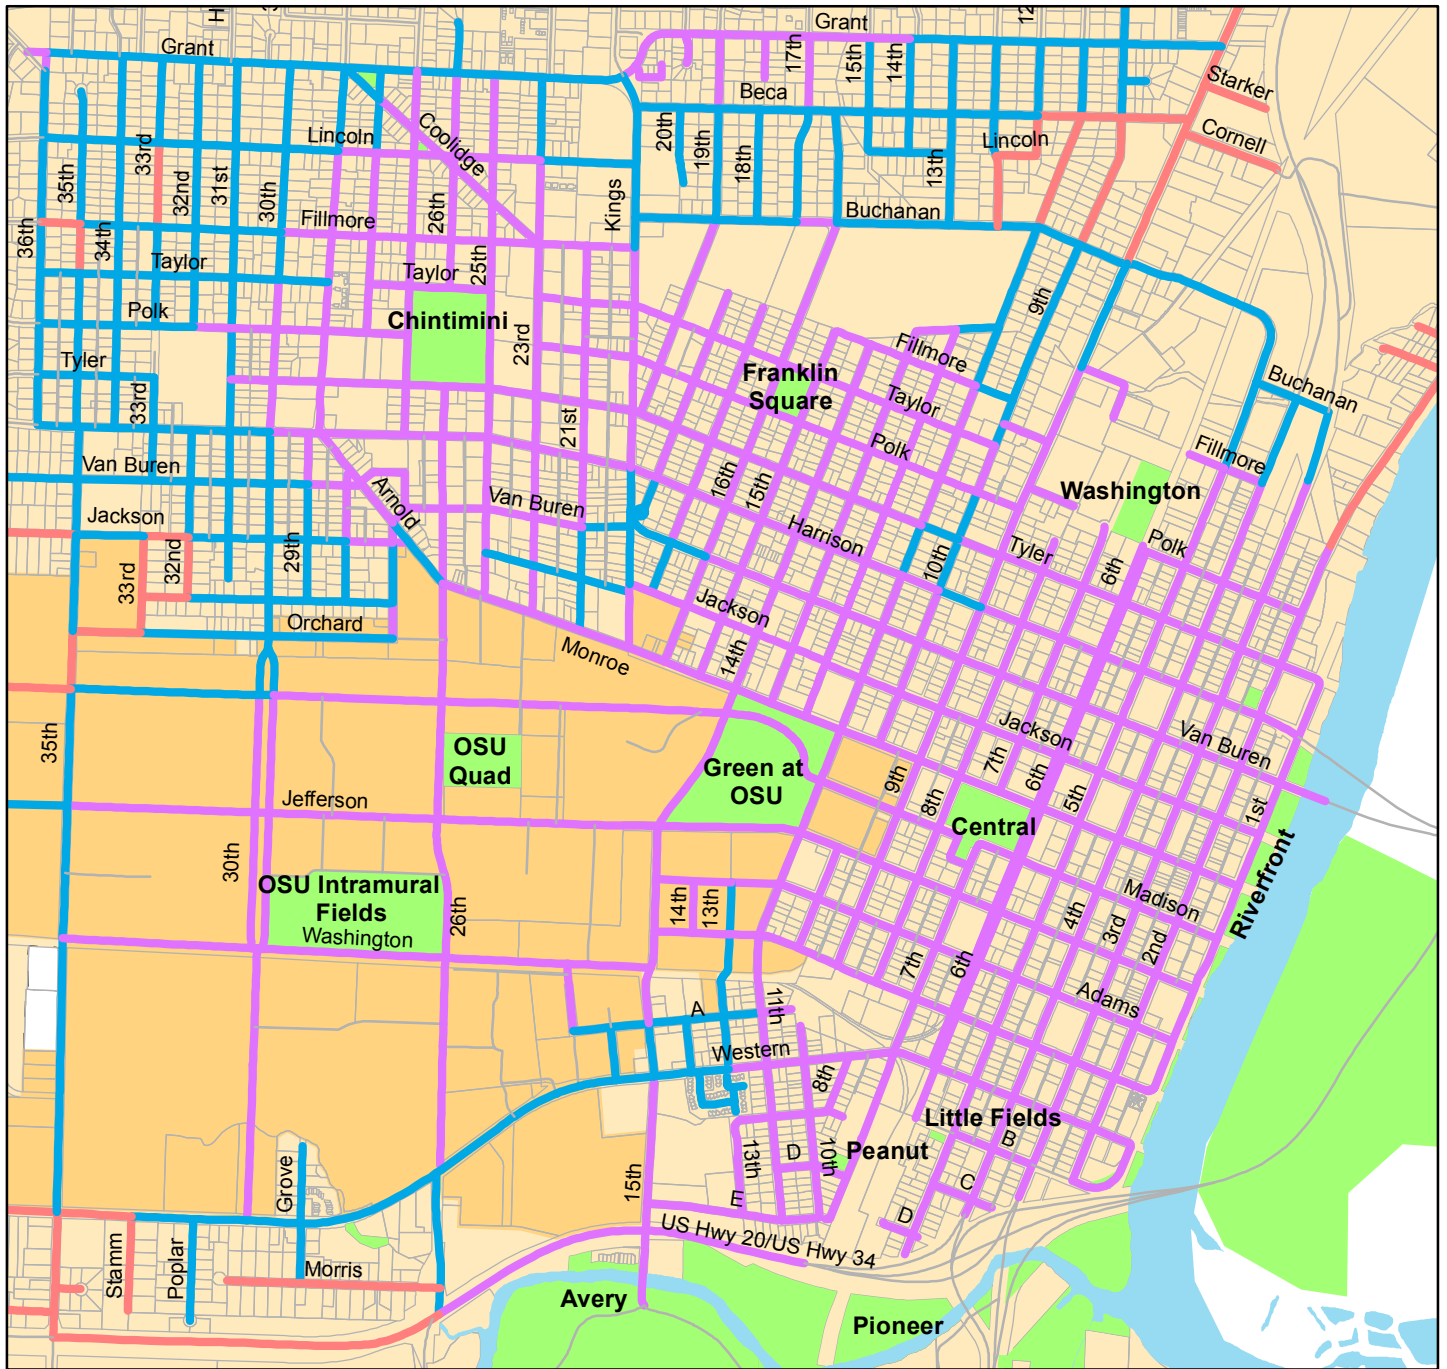 H
12
Grant
Grant
17th
15th
14th
Starker
Beca
Cornell
Lincoln
Coolidge
20th
19th
18th
13th
Lincoln
35th
33rd
32nd
31st
30th
26th
Kings
Buchanan
36th
34th
Fillmore
Taylor
Taylor
25th
9th
Polk
Chintimini
23rd
Fillmore
Tyler
Franklin
Square
Taylor
Buchanan
33rd
21st
Polk
Fillmore
Van Buren
Arnold
Van Buren
16th
15th
Washington
Jackson
Harrison
Tyler
Polk
33rd
32nd
29th
10th
6th
Orchard
Jackson
Monroe
14th
35th
OSU
Quad
Green at
OSU
Jackson
Van Buren
9th
8th
7th
6th
5th
1st
Jefferson
Central
30th
OSU Intramural
Fields
Washington
26th
14th
13th
Madison
Riverfront
4th
3rd
2nd
7th
6th
Adams
A
11th
Western
8th
Little Fields
B
Peanut
13th
D
10th
C
Grove
15th
E
D
US Hwy 20/US Hwy 34
Stamm
Poplar
Morris
Avery
Pioneer